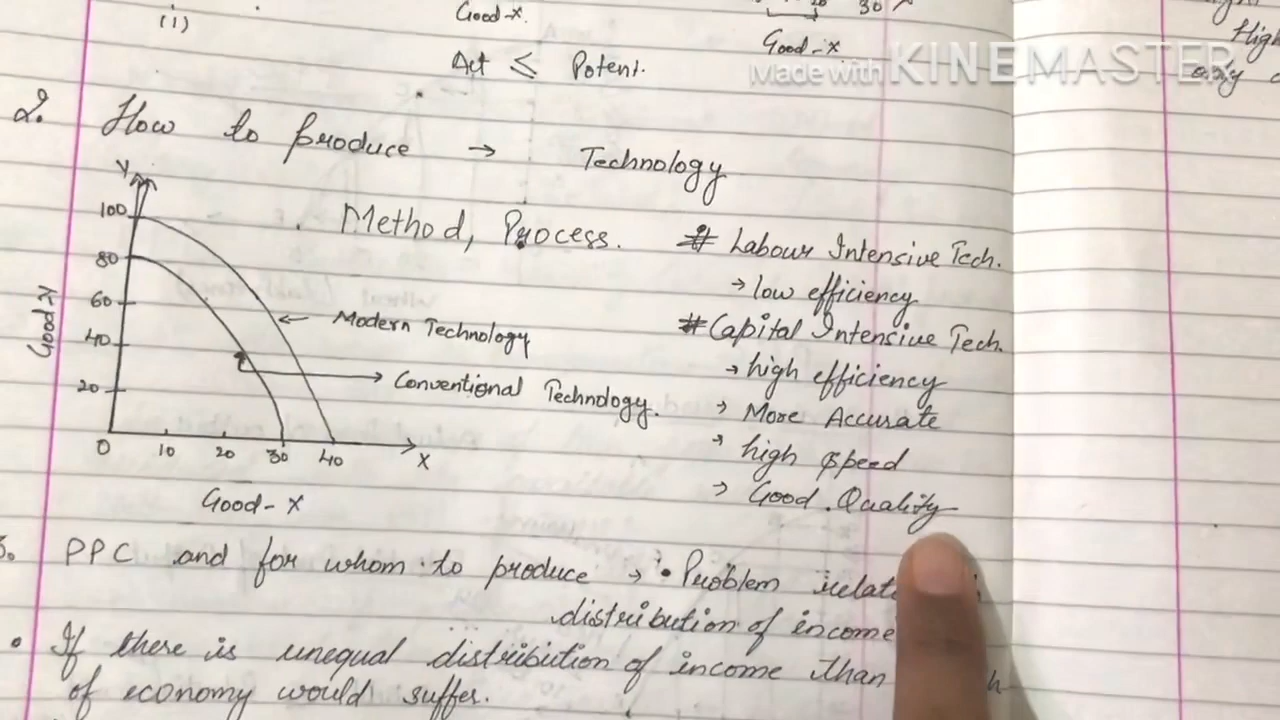 (i)
Good-x.
30
Good-x
High
Act ≤ Potent.
Made with KINEMASTER
only
2. How to produce → Technology
Method, Process.
Y
100
80
60
40
20
0 10 20 30 40 X
Good y
Good-X
← Modern Technology
Conventional Technology.
# Labour Intensive Tech.
→ low efficiency
# Capital Intensive Tech.
→ high efficiency
→ More Accurate
→ high speed
→ Good Quality
3. PPC and for whom to produce → • Problem
distribution of income
• If there is unequal distribution of income than
of economy would suffer.